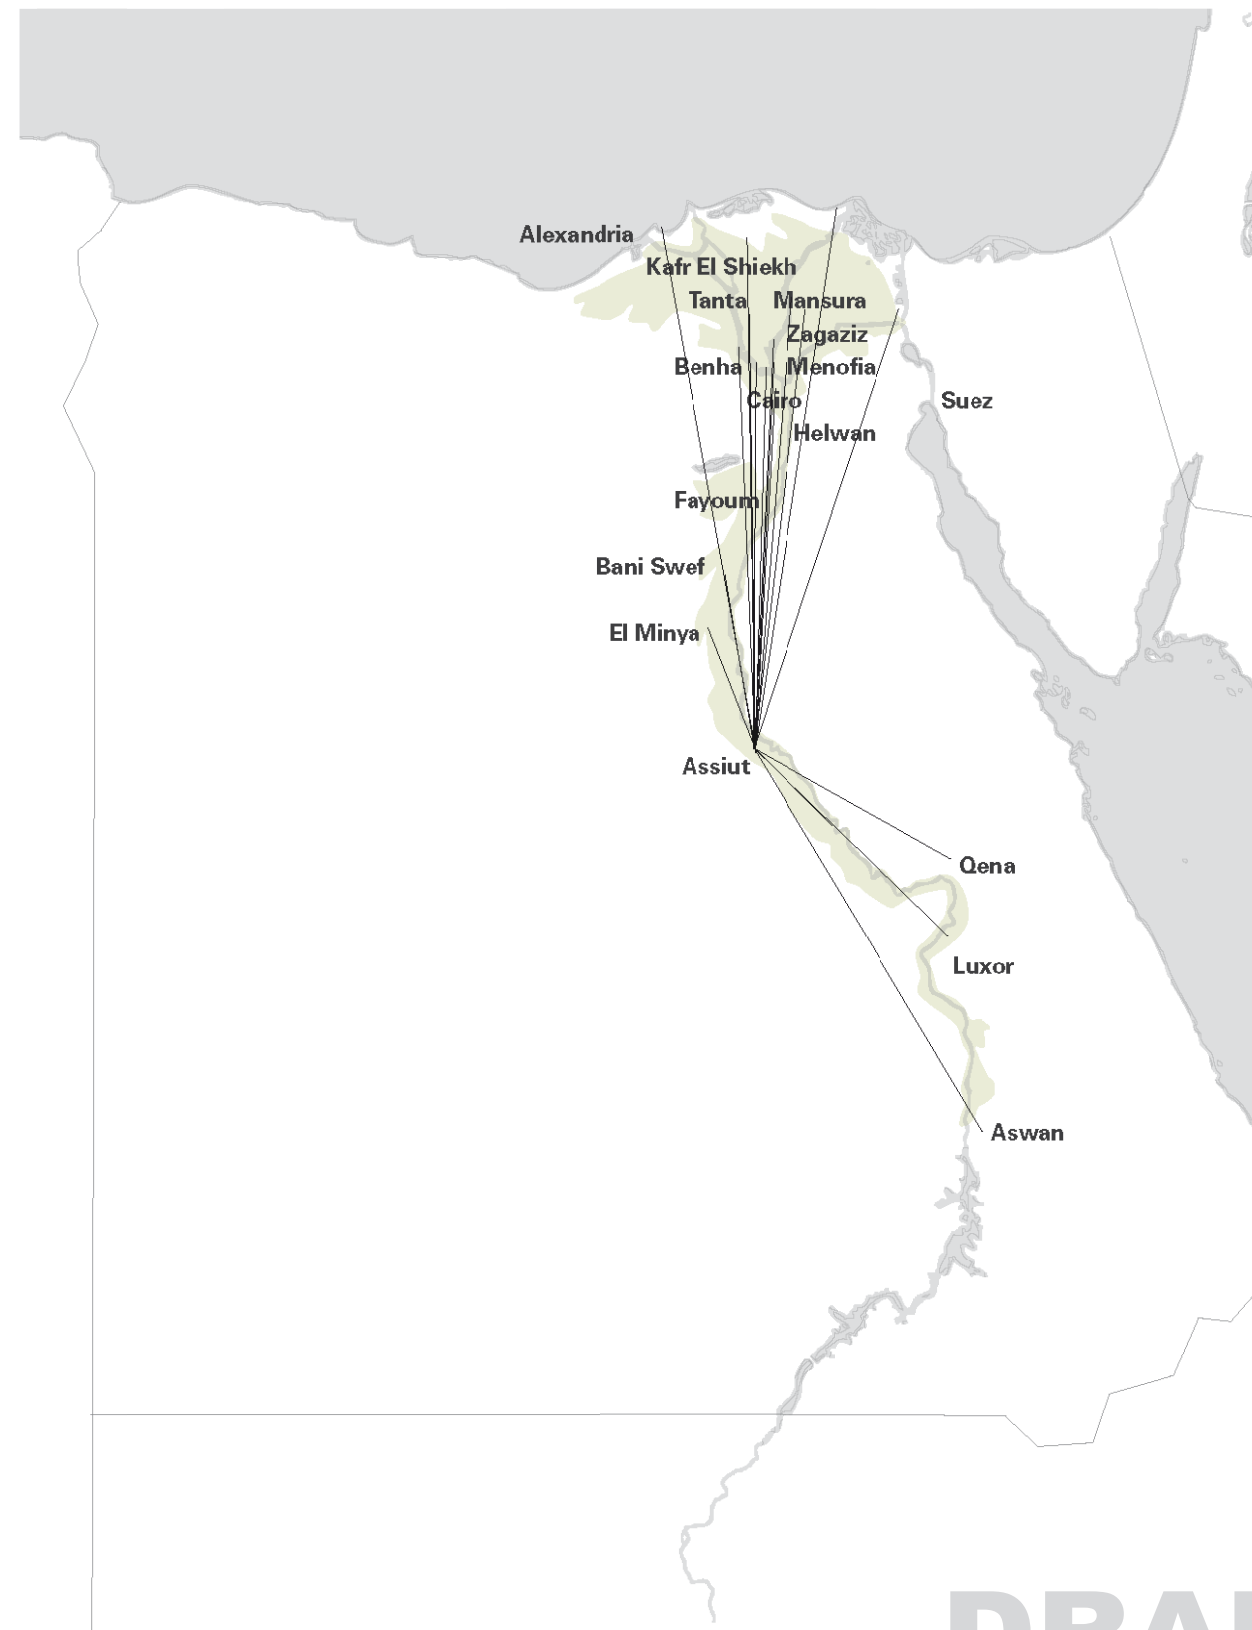 Alexandria
Kafr El Shiekh
Tanta
Mansura
Zagaziz
Benha
Menofia
Cairo
Suez
Helwan
Fayoum
Bani Swef
El Minya
Assiut
Qena
Luxor
Aswan